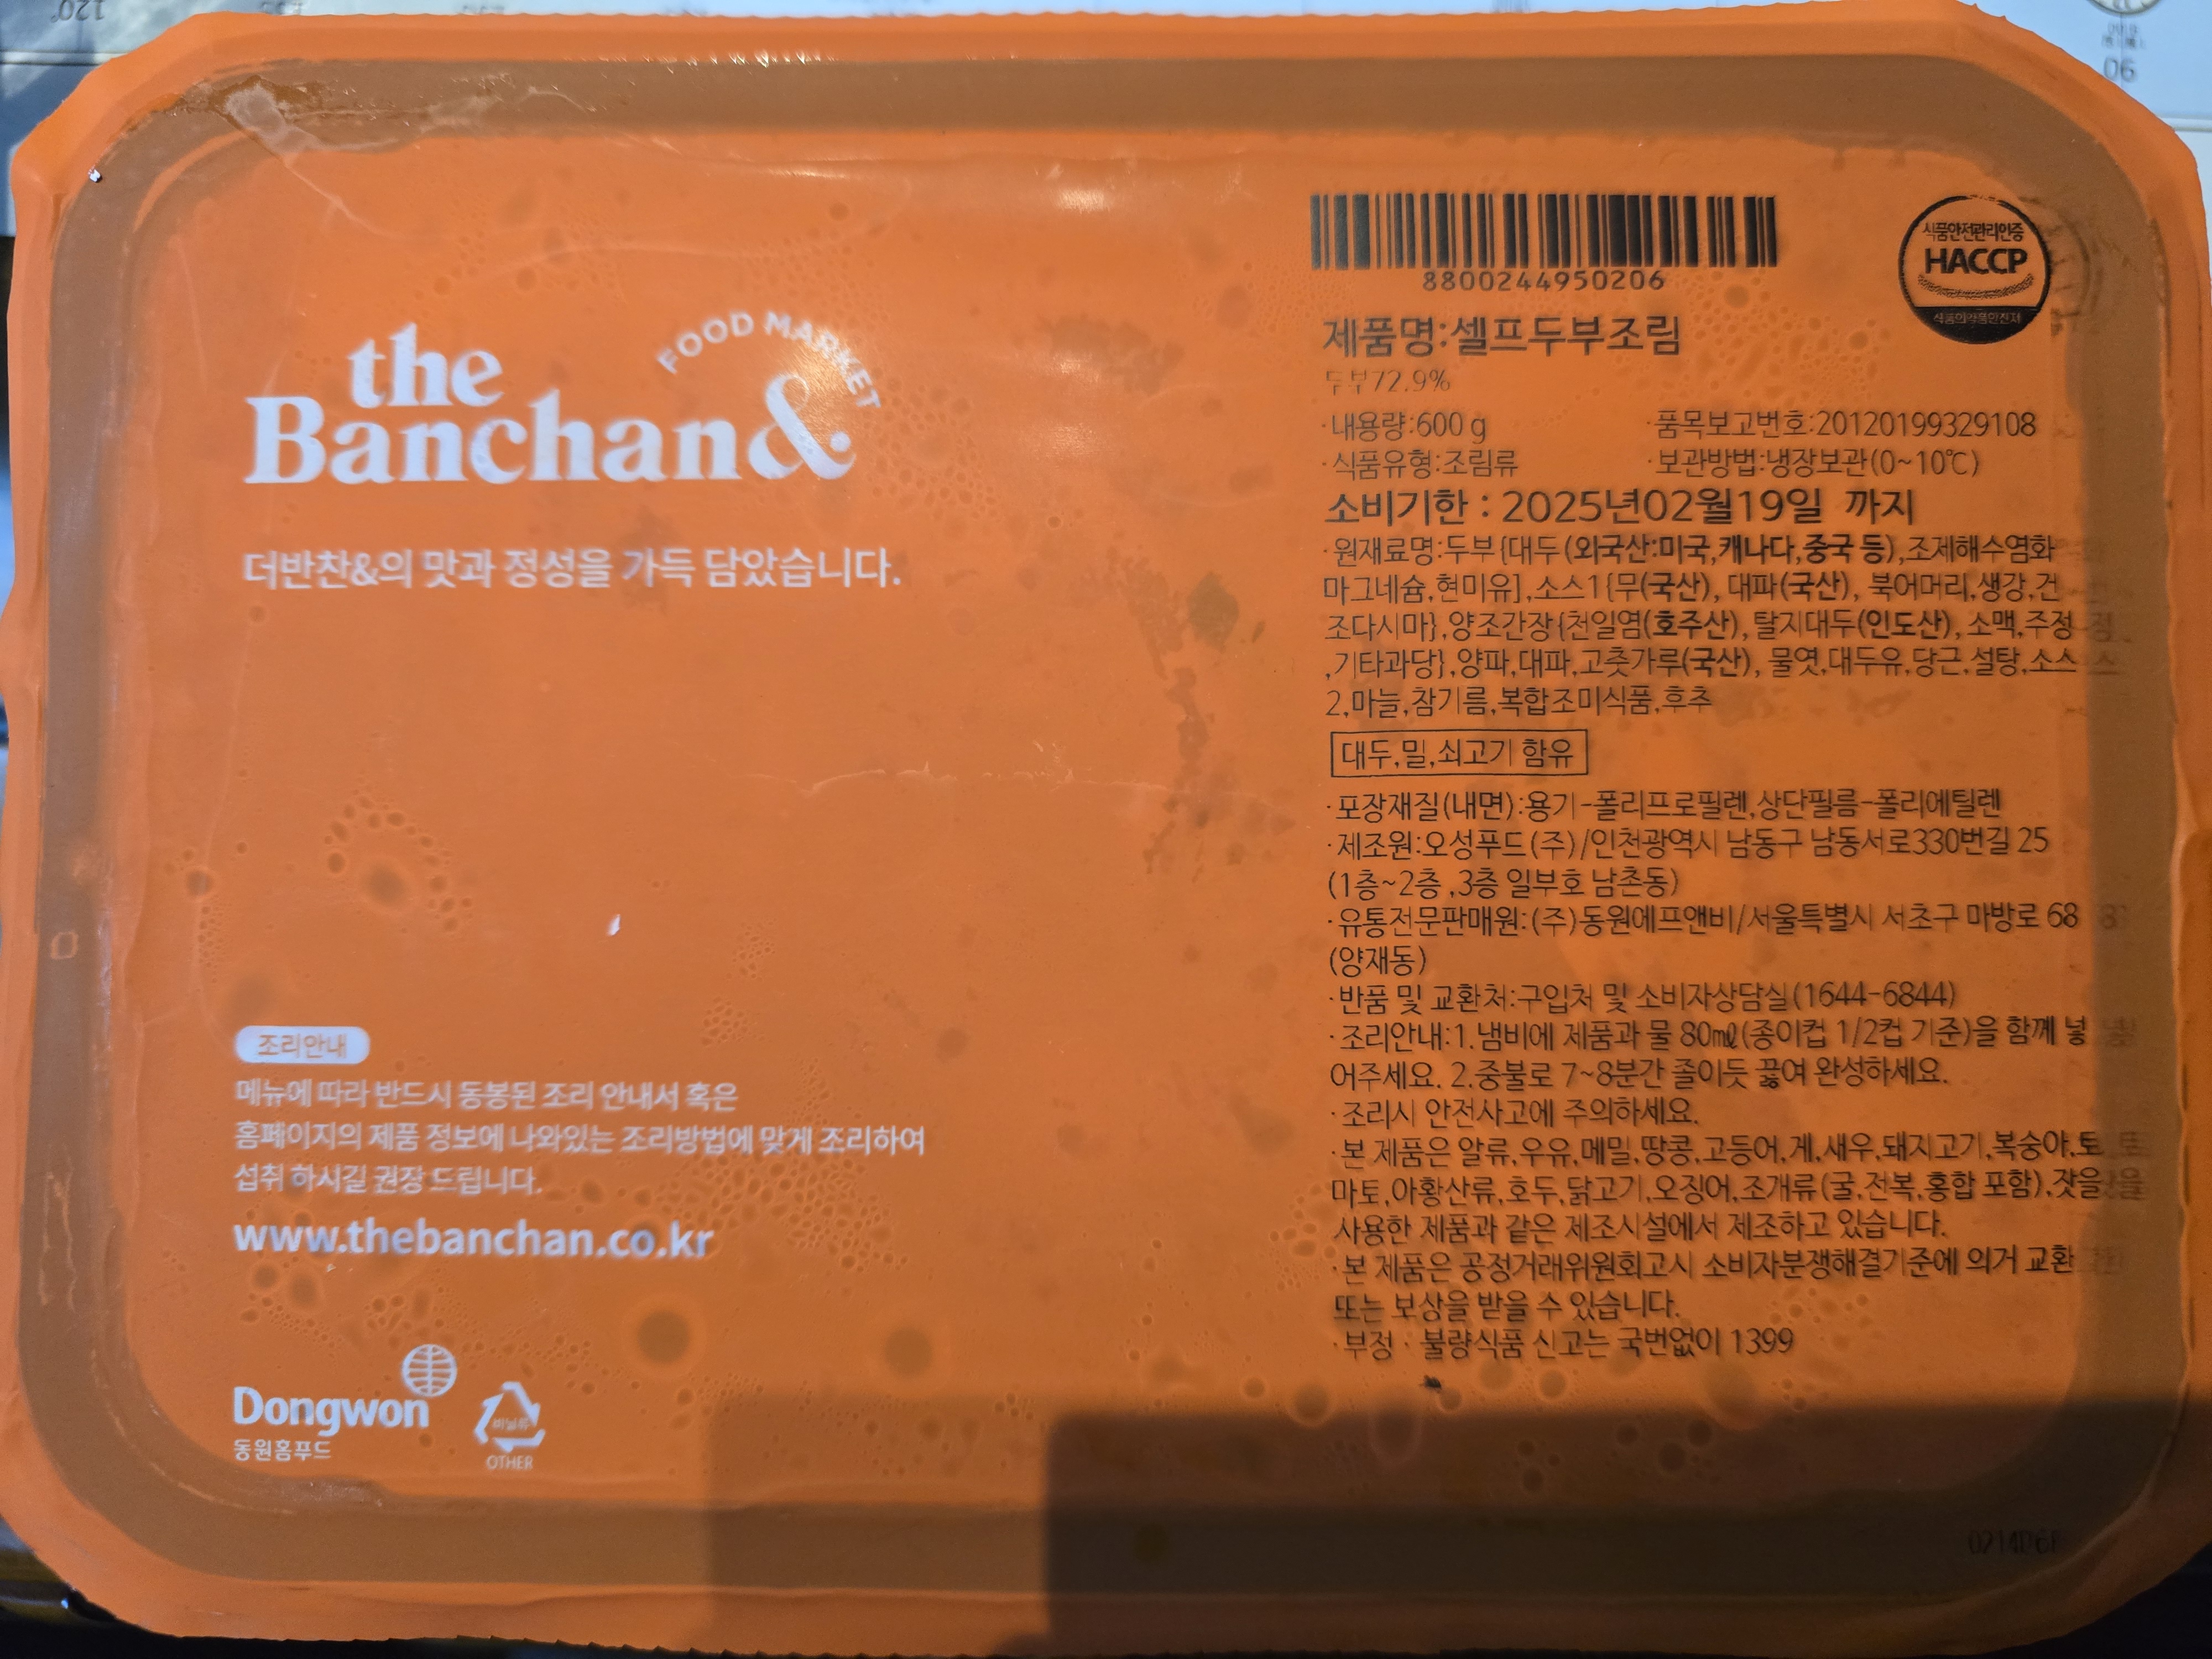 the
Banchan&
FOOD MARKET
더반찬&의 맛과 정성을 가득 담았습니다.
조리안내
메뉴에 따라 반드시 동봉된 조리 안내서 혹은
홈페이지의 제품 정보에 나와있는 조리방법에 맞게 조리하여
섭취 하시길 권장 드립니다.
www.thebanchan.co.kr
Dongwon
동원홈푸드
비닐류
OTHER
8800244950206
식품안전관리인증
HACCP
식품의약품안전처
제품명:셀프두부조림
두부72.9%
·내용량:600 g ·품목보고번호:20120199329108
·식품유형:조림류 ·보관방법:냉장보관(0~10℃)
소비기한 : 2025년02월19일 까지
·원재료명:두부{대두(외국산:미국,캐나다,중국 등),조제해수염화
마그네슘,현미유],소스1{무(국산), 대파(국산), 북어머리,생강,건
조다시마},양조간장{천일염(호주산), 탈지대두(인도산), 소맥,주정
,기타과당},양파,대파,고춧가루(국산), 물엿,대두유,당근,설탕,소스
2,마늘,참기름,복합조미식품,후추
대두,밀,쇠고기 함유
·포장재질(내면):용기-폴리프로필렌,상단필름-폴리에틸렌
·제조원:오성푸드(주)/인천광역시 남동구 남동서로330번길 25
(1층~2층 ,3층 일부호 남촌동)
·유통전문판매원:(주)동원에프앤비/서울특별시 서초구 마방로 68
(양재동)
·반품 및 교환처:구입처 및 소비자상담실(1644-6844)
·조리안내:1.냄비에 제품과 물 80㎖(종이컵 1/2컵 기준)을 함께 넣
어주세요. 2.중불로 7~8분간 졸이듯 끓여 완성하세요.
·조리시 안전사고에 주의하세요.
·본 제품은 알류,우유,메밀,땅콩,고등어,게,새우,돼지고기,복숭아,토
마토,아황산류,호두,닭고기,오징어,조개류(굴,전복,홍합 포함),잣을
사용한 제품과 같은 제조시설에서 제조하고 있습니다.
·본 제품은 공정거래위원회고시 소비자분쟁해결기준에 의거 교환
또는 보상을 받을 수 있습니다.
·부정 · 불량식품 신고는 국번없이 1399
120°
06